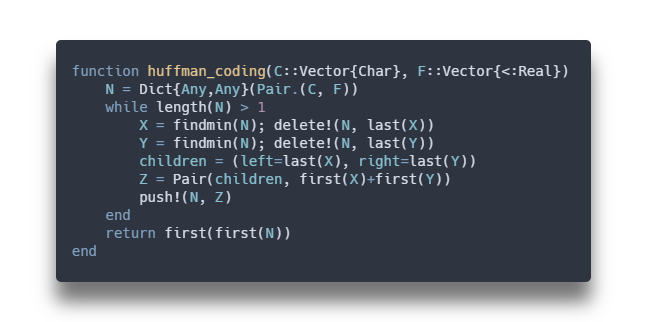 function huffman_coding(C::Vector{Char}, F::Vector{<:Real})
    N = Dict{Any,Any}(Pair.(C, F))
    while length(N) > 1
        X = findmin(N); delete!(N, last(X))
        Y = findmin(N); delete!(N, last(Y))
        children = (left=last(X), right=last(Y))
        Z = Pair(children, first(X)+first(Y))
        push!(N, Z)
    end
    return first(first(N))
end